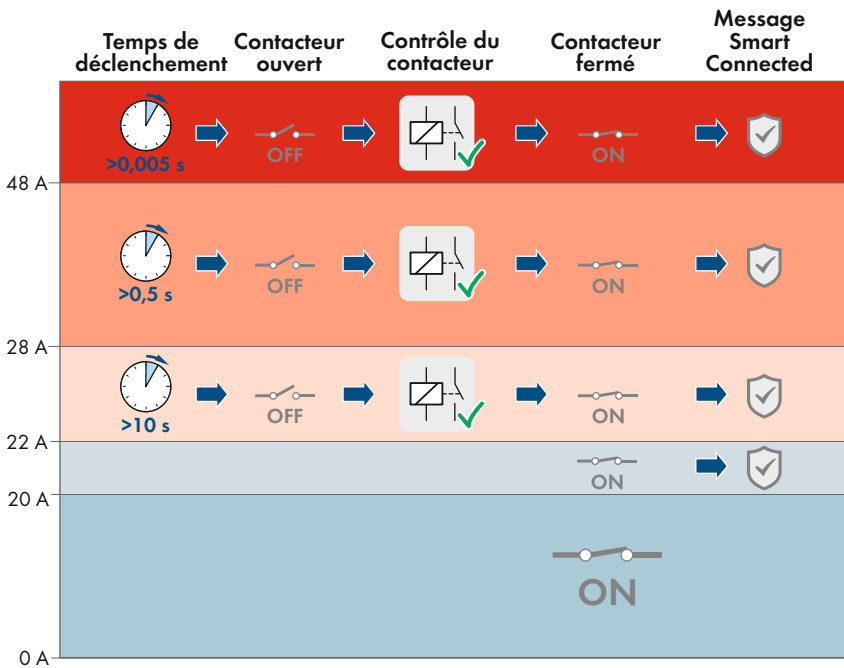 Temps de
déclenchement
Contacteur
ouvert
Contrôle du
contacteur
Contacteur
fermé
Message
Smart
Connected
>0,005 s
OFF
ON
48 A
>0,5 s
OFF
ON
28 A
>10 s
OFF
ON
22 A
ON
20 A
ON
0 A